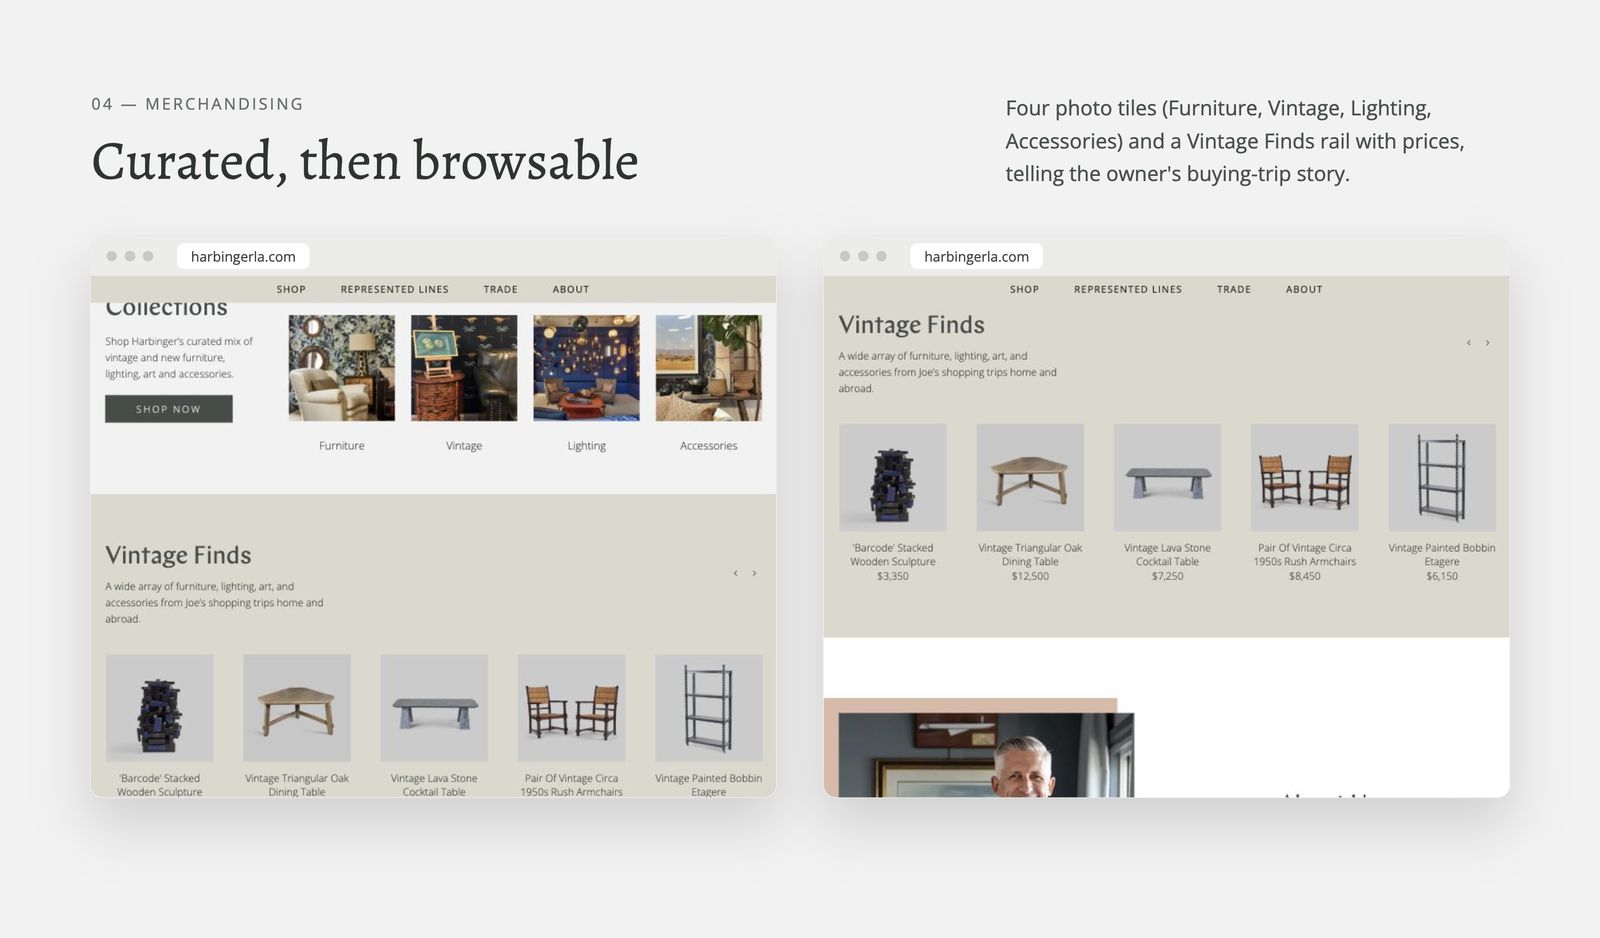 04 — MERCHANDISING
Curated, then browsable
Four photo tiles (Furniture, Vintage, Lighting,
Accessories) and a Vintage Finds rail with prices,
telling the owner's buying-trip story.
harbingerla.com
SHOP REPRESENTED LINES TRADE ABOUT
Collections
Shop Harbinger's curated mix of
vintage and new furniture,
lighting, art and accessories.
SHOP NOW
Furniture
Vintage
Lighting
Accessories
Vintage Finds
A wide array of furniture, lighting, art, and
accessories from Joe's shopping trips home and
abroad.
‹ ›
'Barcode' Stacked
Wooden Sculpture
Vintage Triangular Oak
Dining Table
Vintage Lava Stone
Cocktail Table
Pair Of Vintage Circa
1950s Rush Armchairs
Vintage Painted Bobbin
Etagere
harbingerla.com
SHOP REPRESENTED LINES TRADE ABOUT
Vintage Finds
A wide array of furniture, lighting, art, and
accessories from Joe's shopping trips home and
abroad.
‹ ›
'Barcode' Stacked
Wooden Sculpture
$3,350
Vintage Triangular Oak
Dining Table
$12,500
Vintage Lava Stone
Cocktail Table
$7,250
Pair Of Vintage Circa
1950s Rush Armchairs
$8,450
Vintage Painted Bobbin
Etagere
$6,150